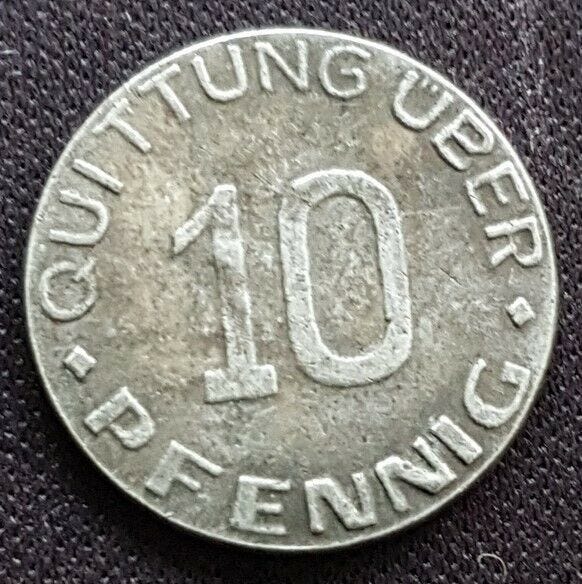 · QUITTUNG ÜBER ·
10
PFENNIG